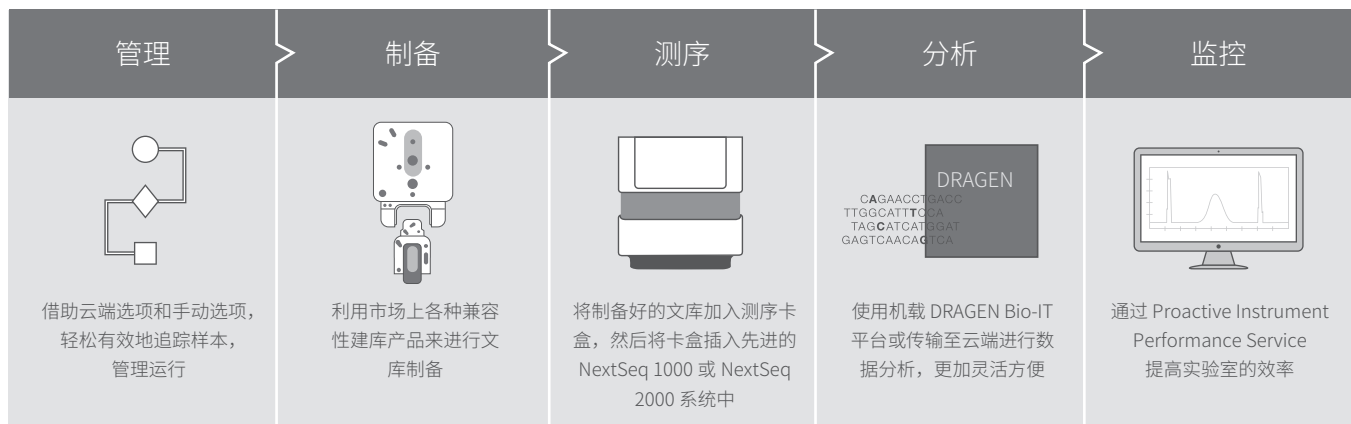 管理
制备
测序
分析
监控
DRAGEN
CAGAACCTGACC
TTGGCATTTCCA
TAGCATCATGGAT
GAGTCAACAGTCA
借助云端选项和手动选项，
轻松有效地追踪样本，
管理运行
利用市场上各种兼容
性建库产品来进行文
库制备
将制备好的文库加入测序卡
盒，然后将卡盒插入先进的
NextSeq 1000 或 NextSeq
2000 系统中
使用机载 DRAGEN Bio-IT
平台或传输至云端进行数
据分析，更加灵活方便
通过 Proactive Instrument
Performance Service
提高实验室的效率